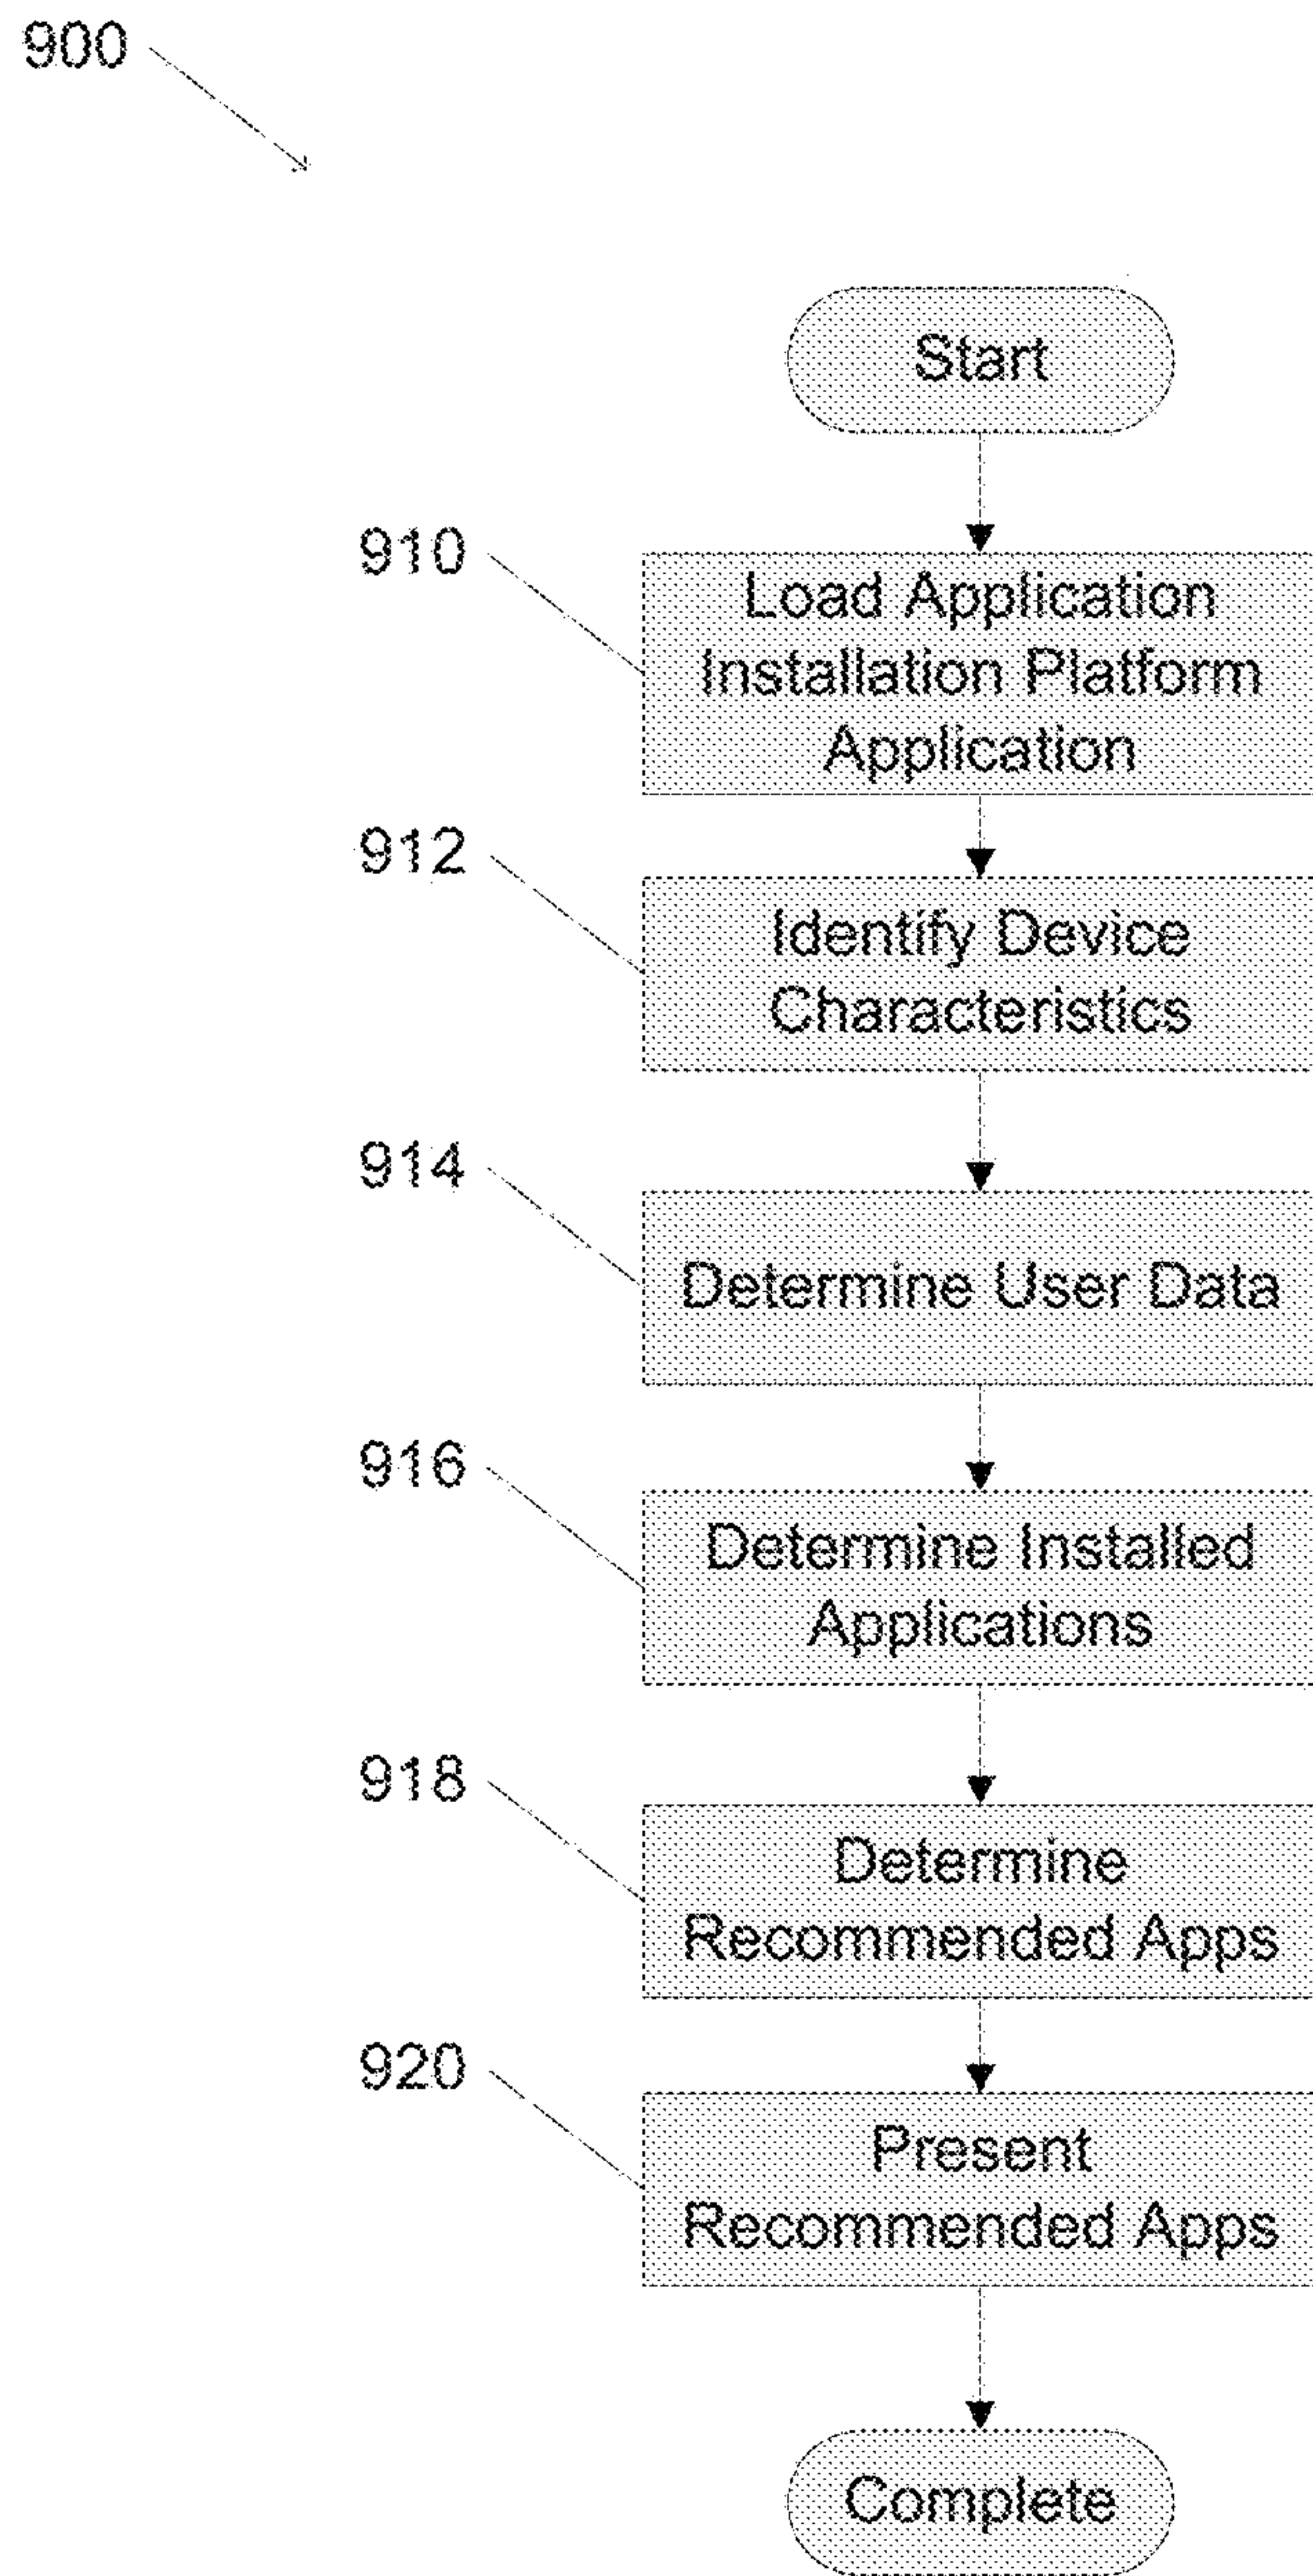 900
Start
910
Load Application
Installation Platform
Application
912
Identify Device
Characteristics
914
Determine User Data
916
Determine Installed
Applications
918
Determine
Recommended Apps
920
Present
Recommended Apps
Complete